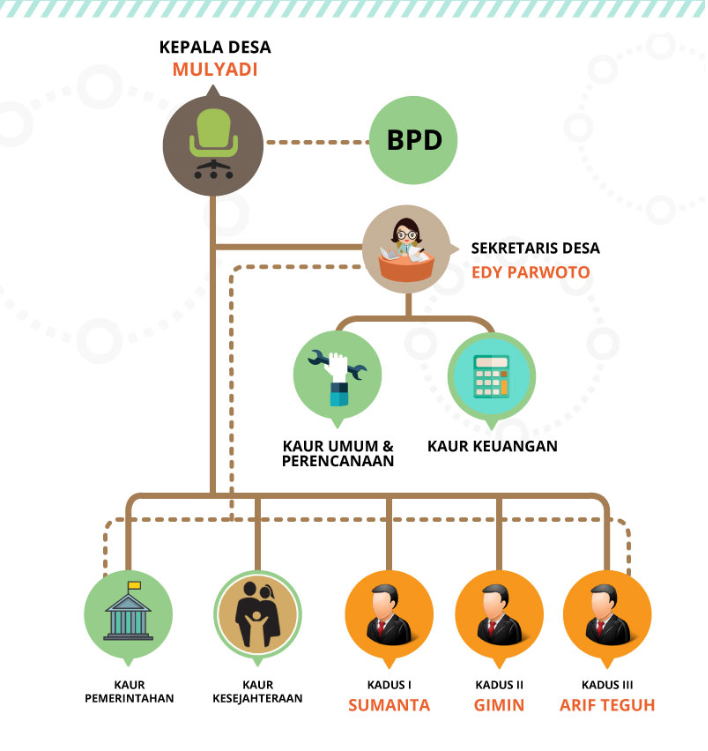 KEPALA DESA
MULYADI
BPD
SEKRETARIS DESA
EDY PARWOTO
KAUR UMUM &
PERENCANAAN
KAUR KEUANGAN
KAUR
PEMERINTAHAN
KAUR
KESEJAHTERAAN
KADUS I
SUMANTA
KADUS II
GIMIN
KADUS III
ARIF TEGUH